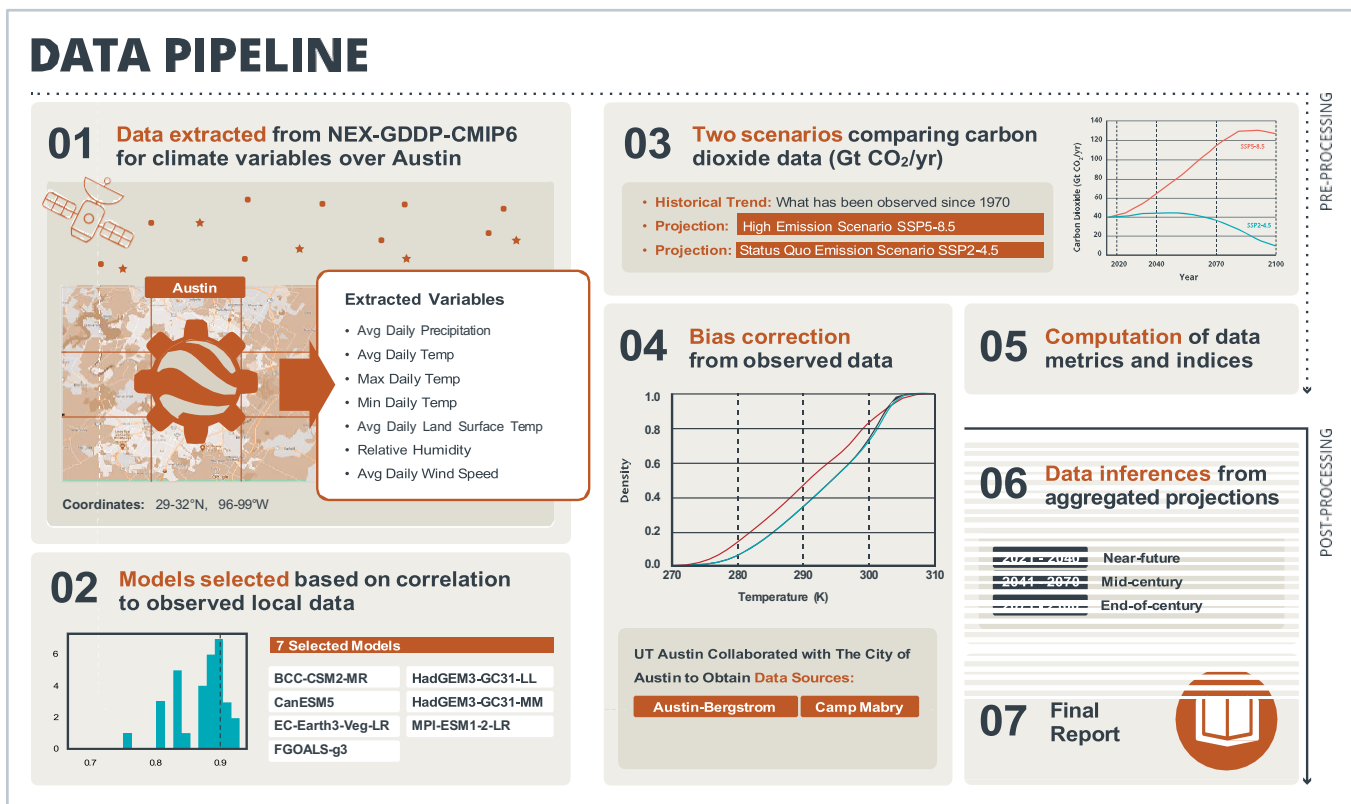 DATA PIPELINE
PRE-PROCESSING
01
Data extracted from NEX-GDDP-CMIP6
for climate variables over Austin
Austin
Extracted Variables
• Avg Daily Precipitation
• Avg Daily Temp
• Max Daily Temp
• Min Daily Temp
• Avg Daily Land Surface Temp
• Relative Humidity
• Avg Daily Wind Speed
Coordinates: 29-32°N, 96-99°W
02
Models selected based on correlation
to observed local data
6
4
2
0
0.7 0.8 0.9
7 Selected Models
BCC-CSM2-MR HadGEM3-GC31-LL
CanESM5 HadGEM3-GC31-MM
EC-Earth3-Veg-LR MPI-ESM1-2-LR
FGOALS-g3
03
Two scenarios comparing carbon
dioxide data (Gt CO₂/yr)
• Historical Trend: What has been observed since 1970
• Projection: High Emission Scenario SSP5-8.5
• Projection: Status Quo Emission Scenario SSP2-4.5
Carbon Dioxide (Gt CO₂/yr)
140
120
100
80
60
40
20
0
SSP5-8.5
SSP2-4.5
2020 2040 2070 2100
Year
04
Bias correction
from observed data
Density
1.0
0.8
0.6
0.4
0.2
0.0
270 280 290 300 310
Temperature (K)
UT Austin Collaborated with The City of
Austin to Obtain Data Sources:
Austin-Bergstrom Camp Mabry
05
Computation of data
metrics and indices
POST-PROCESSING
06
Data inferences from
aggregated projections
2021 - 2040 Near-future
2041 - 2070 Mid-century
End-of-century
07
Final
Report